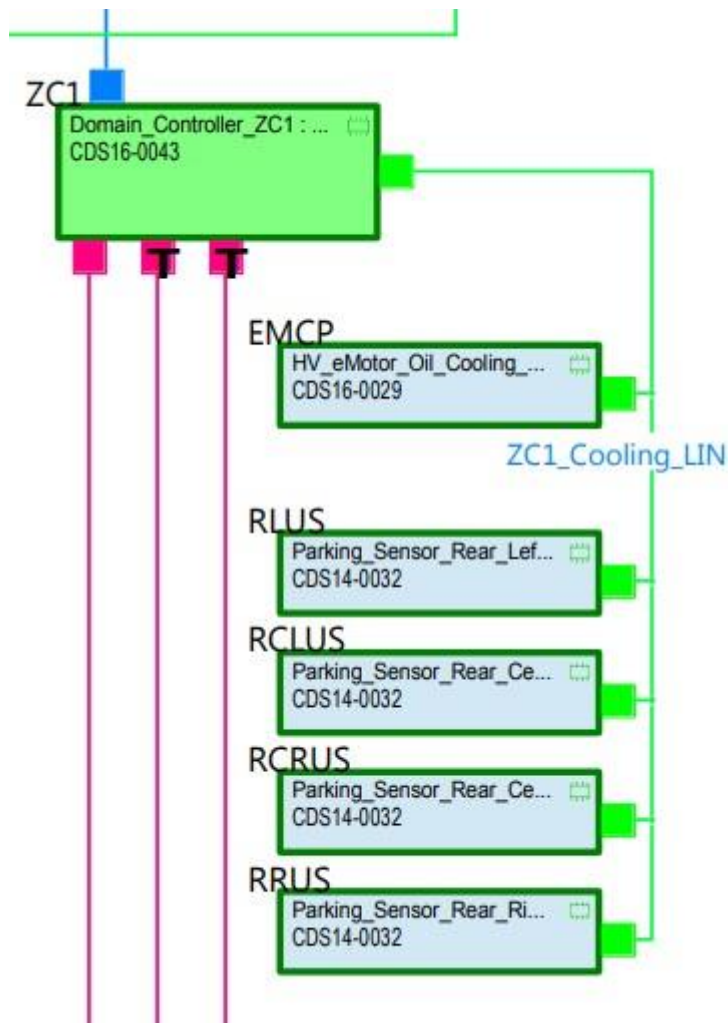 ZC1
Domain_Controller_ZC1 : ...
CDS16-0043
T T
EMCP
HV_eMotor_Oil_Cooling_...
CDS16-0029
ZC1_Cooling_LIN
RLUS
Parking_Sensor_Rear_Lef...
CDS14-0032
RCLUS
Parking_Sensor_Rear_Ce...
CDS14-0032
RCRUS
Parking_Sensor_Rear_Ce...
CDS14-0032
RRUS
Parking_Sensor_Rear_Ri...
CDS14-0032